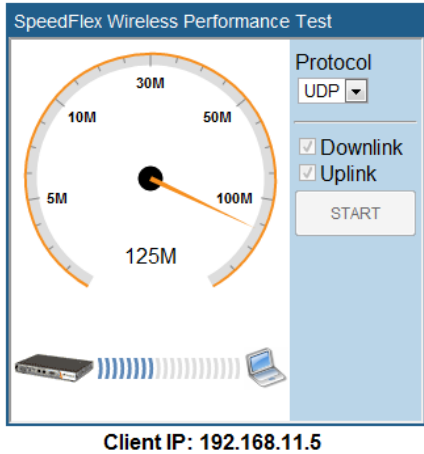 SpeedFlex Wireless Performance Test
30M
10M
50M
5M
100M
125M
Protocol
UDP
Downlink
Uplink
START
Client IP: 192.168.11.5